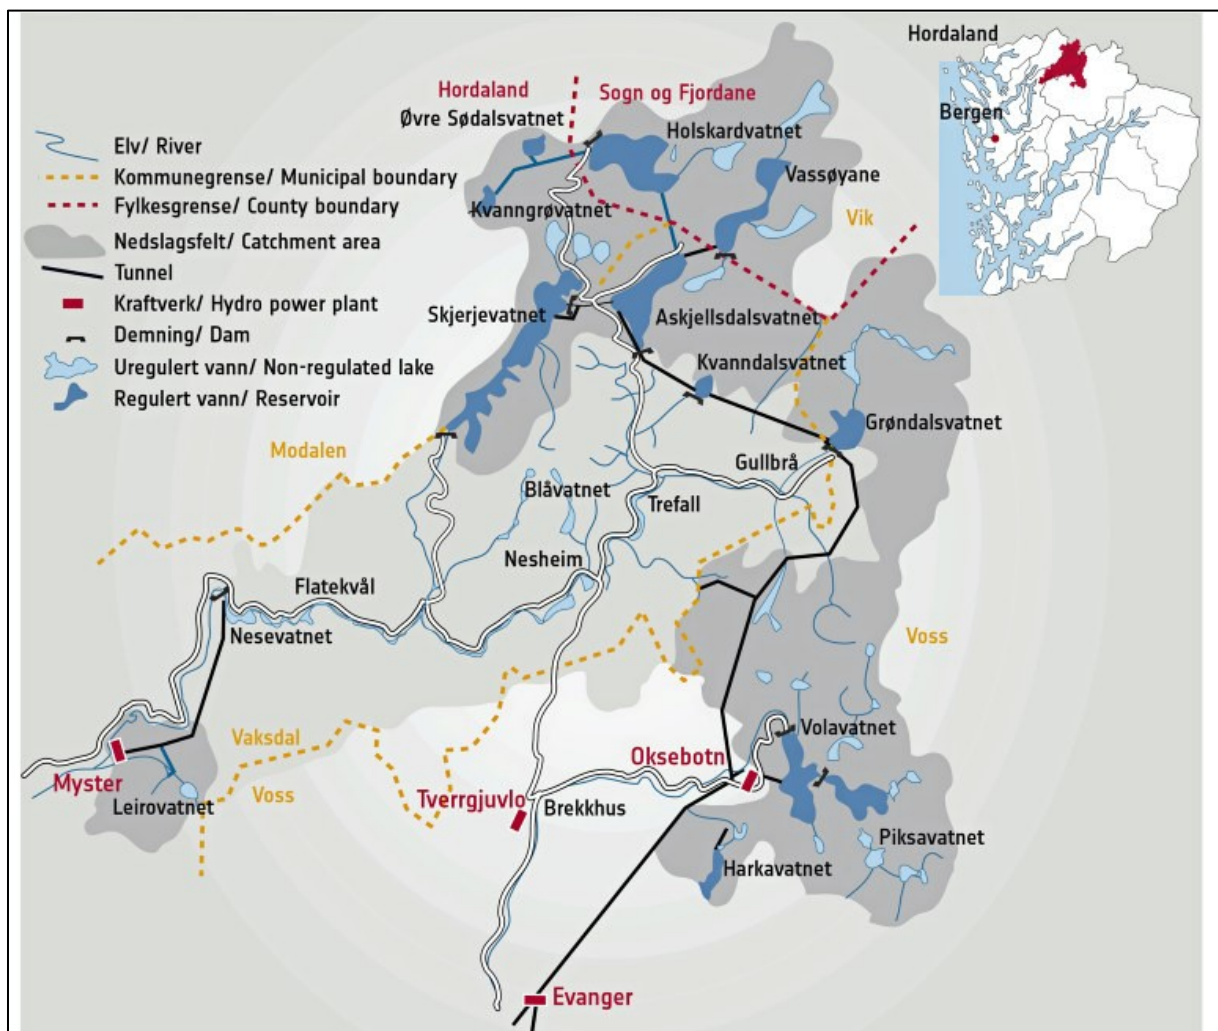 Hordaland
Bergen
Hordaland
Sogn og Fjordane
Øvre Sødalsvatnet
Holskardvatnet
Elv/ River
Kommunegrense/ Municipal boundary
Fylkesgrense/ County boundary
Nedslagsfelt/ Catchment area
Tunnel
Kraftverk/ Hydro power plant
Demning/ Dam
Uregulert vann/ Non-regulated lake
Regulert vann/ Reservoir
Vassøyane
Kvanngrøvatnet
Vik
Skjerjevatnet
Askjellsdalsvatnet
Kvanndalsvatnet
Grøndalsvatnet
Modalen
Gullbrå
Blåvatnet
Trefall
Nesheim
Flatekvål
Nesevatnet
Voss
Volavatnet
Vaksdal
Oksebotn
Myster
Voss
Tverrgjuvlo
Leirovatnet
Brekkhus
Piksavatnet
Harkavatnet
Evanger